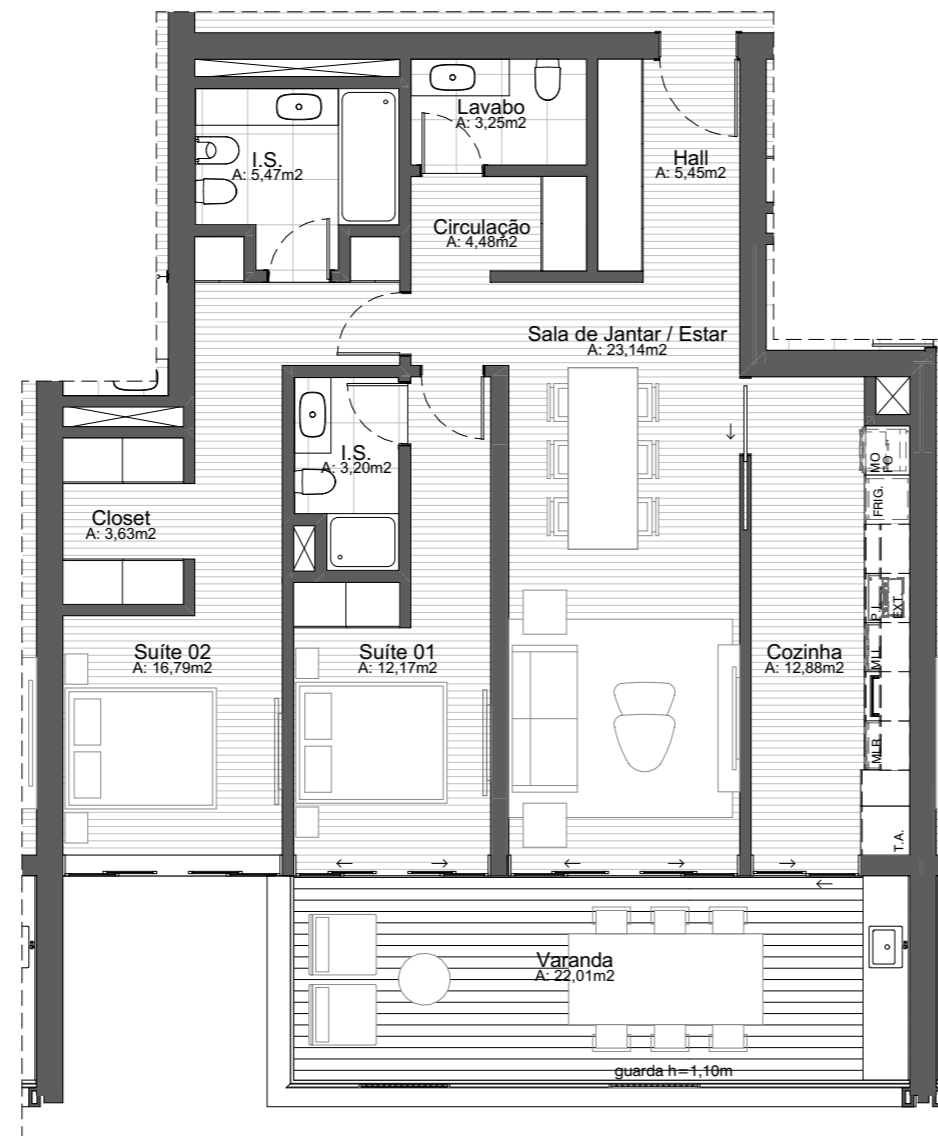 Lavabo
A: 3,25m2
I.S.
A: 5,47m2
Hall
A: 5,45m2
Circulação
A: 4,48m2
Sala de Jantar / Estar
A: 23,14m2
I.S.
A: 3,20m2
MO
FO
FRIG.
Closet
A: 3,63m2
P.I.
EXT.
Suíte 02
A: 16,79m2
Suíte 01
A: 12,17m2
Cozinha
A: 12,88m2
MLL
MLR
T.A.
Varanda
A: 22,01m2
guarda h=1,10m